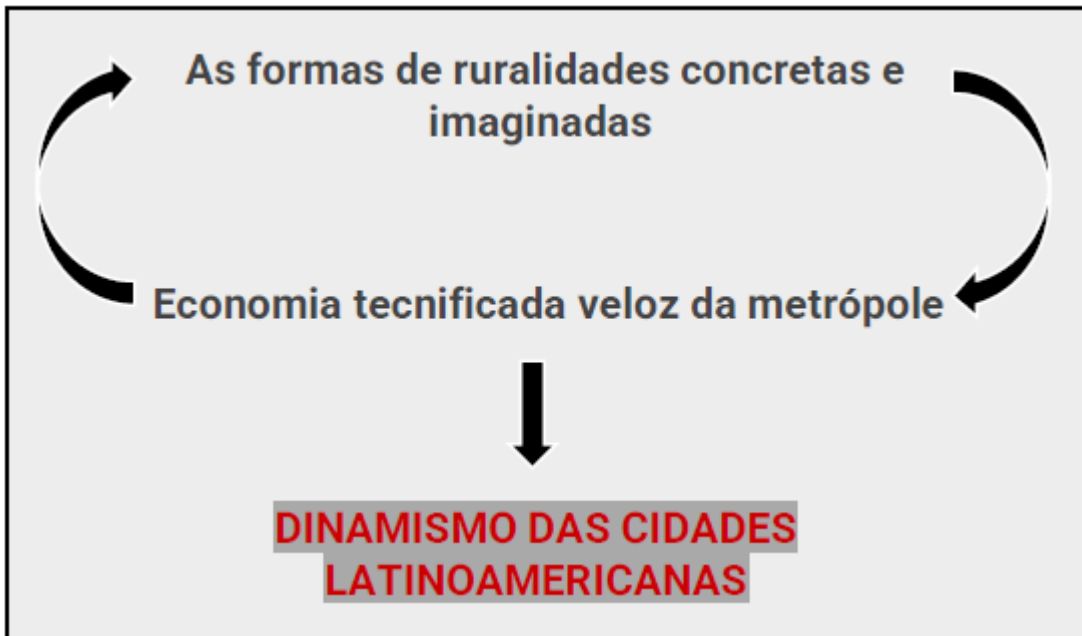 As formas de ruralidades concretas e
imaginadas
Economia tecnificada veloz da metrópole
DINAMISMO DAS CIDADES
LATINOAMERICANAS